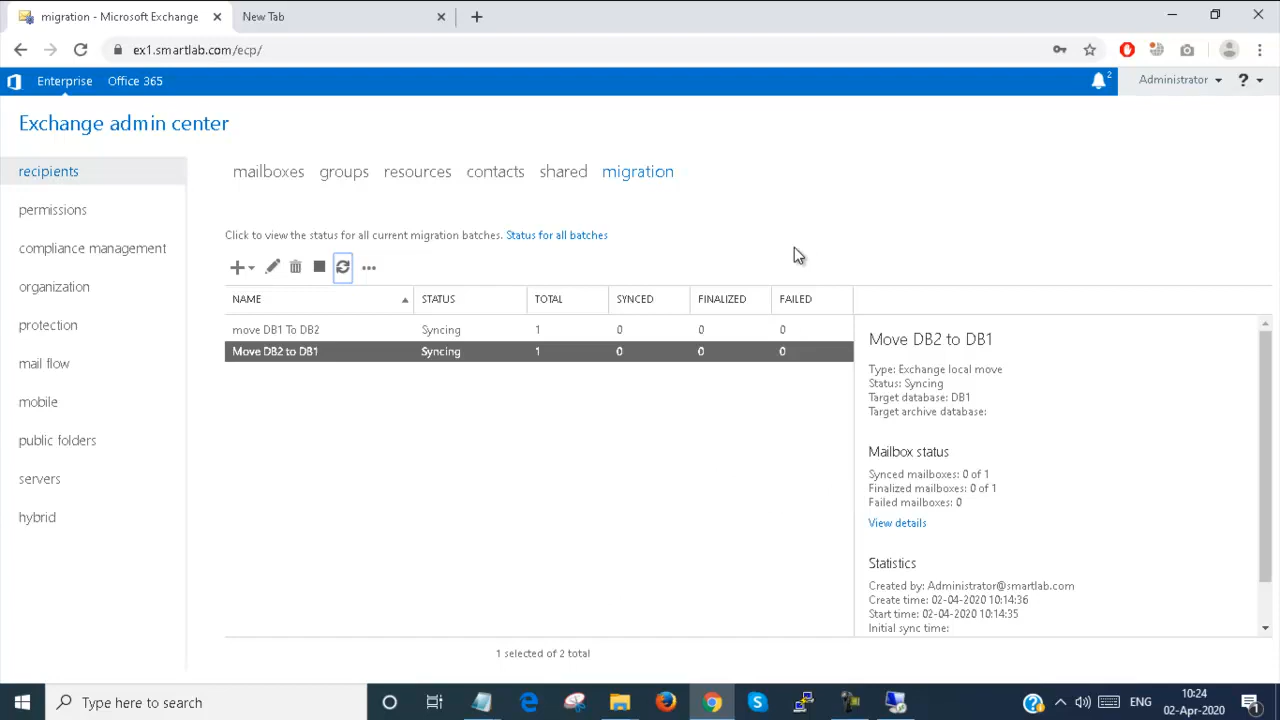 migration - Microsoft Exchange
New Tab
ex1.smartlab.com/ecp/
Enterprise Office 365
2
Administrator
?
Exchange admin center
recipients
permissions
compliance management
organization
protection
mail flow
mobile
public folders
servers
hybrid
mailboxes groups resources contacts shared migration
Click to view the status for all current migration batches. Status for all batches
NAME STATUS TOTAL SYNCED FINALIZED FAILED
move DB1 To DB2 Syncing 1 0 0 0
Move DB2 to DB1 Syncing 1 0 0 0
1 selected of 2 total
Move DB2 to DB1
Type: Exchange local move
Status: Syncing
Target database: DB1
Target archive database:
Mailbox status
Synced mailboxes: 0 of 1
Finalized mailboxes: 0 of 1
Failed mailboxes: 0
View details
Statistics
Created by: Administrator@smartlab.com
Create time: 02-04-2020 10:14:36
Start time: 02-04-2020 10:14:35
Initial sync time:
Type here to search
ENG
10:24
02-Apr-2020
1